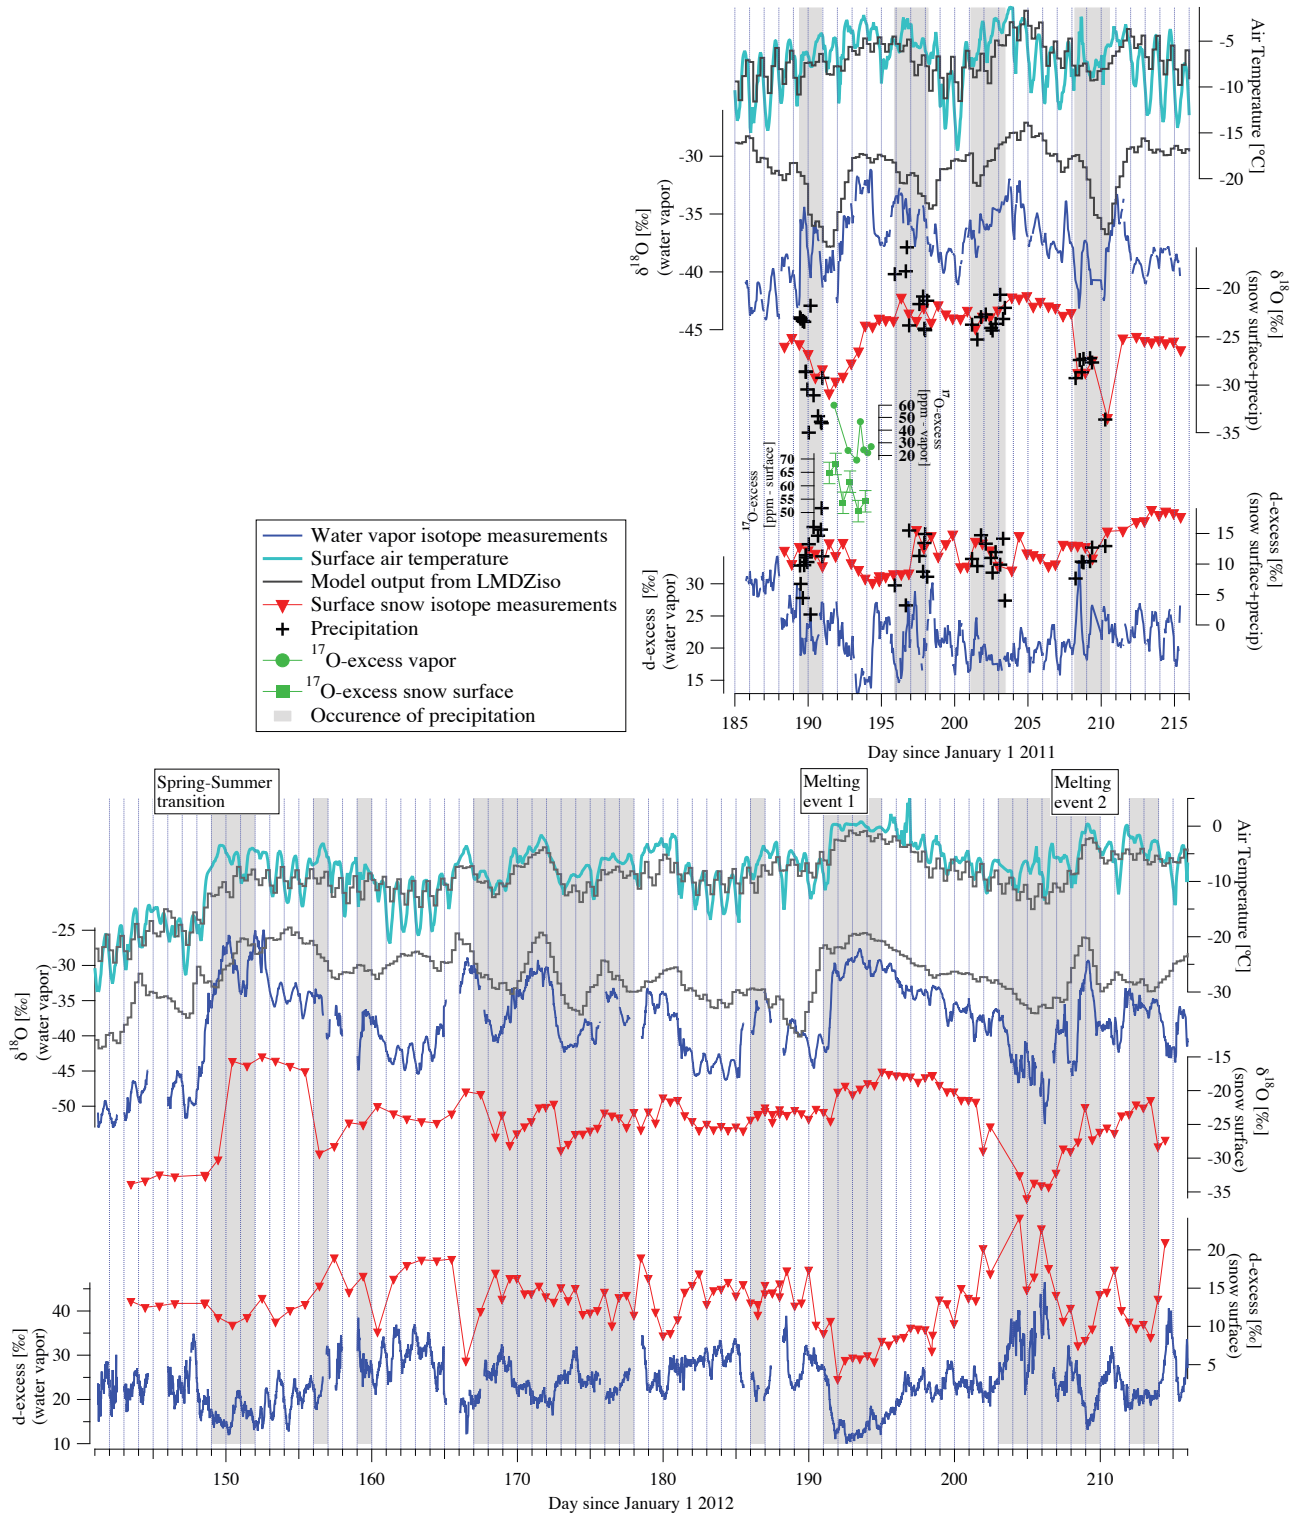 Air Temperature [°C]
-5
-10
-15
-20
δ18O [‰]
(water vapor)
-30
-35
-40
-45
δ18O [‰]
(snow surface+precip)
-20
-25
-30
-35
17O-excess
[ppm - vapor]
60
50
40
30
20
17O-excess
[ppm - surface]
70
65
60
55
50
d-excess [‰]
(snow surface+precip)
15
10
5
0
d-excess [‰]
(water vapor)
30
25
20
15
185
190
195
200
205
210
215
Day since January 1 2011
Water vapor isotope measurements
Surface air temperature
Model output from LMDZiso
Surface snow isotope measurements
Precipitation
17O-excess vapor
17O-excess snow surface
Occurence of precipitation
Spring-Summer
transition
Melting
event 1
Melting
event 2
Air Temperature [°C]
0
-10
-20
-30
δ18O [‰]
(water vapor)
-25
-30
-35
-40
-45
-50
δ18O [‰]
(snow surface)
-15
-20
-25
-30
-35
d-excess [‰]
(snow surface)
20
15
10
5
d-excess [‰]
(water vapor)
40
30
20
10
150
160
170
180
190
200
210
Day since January 1 2012